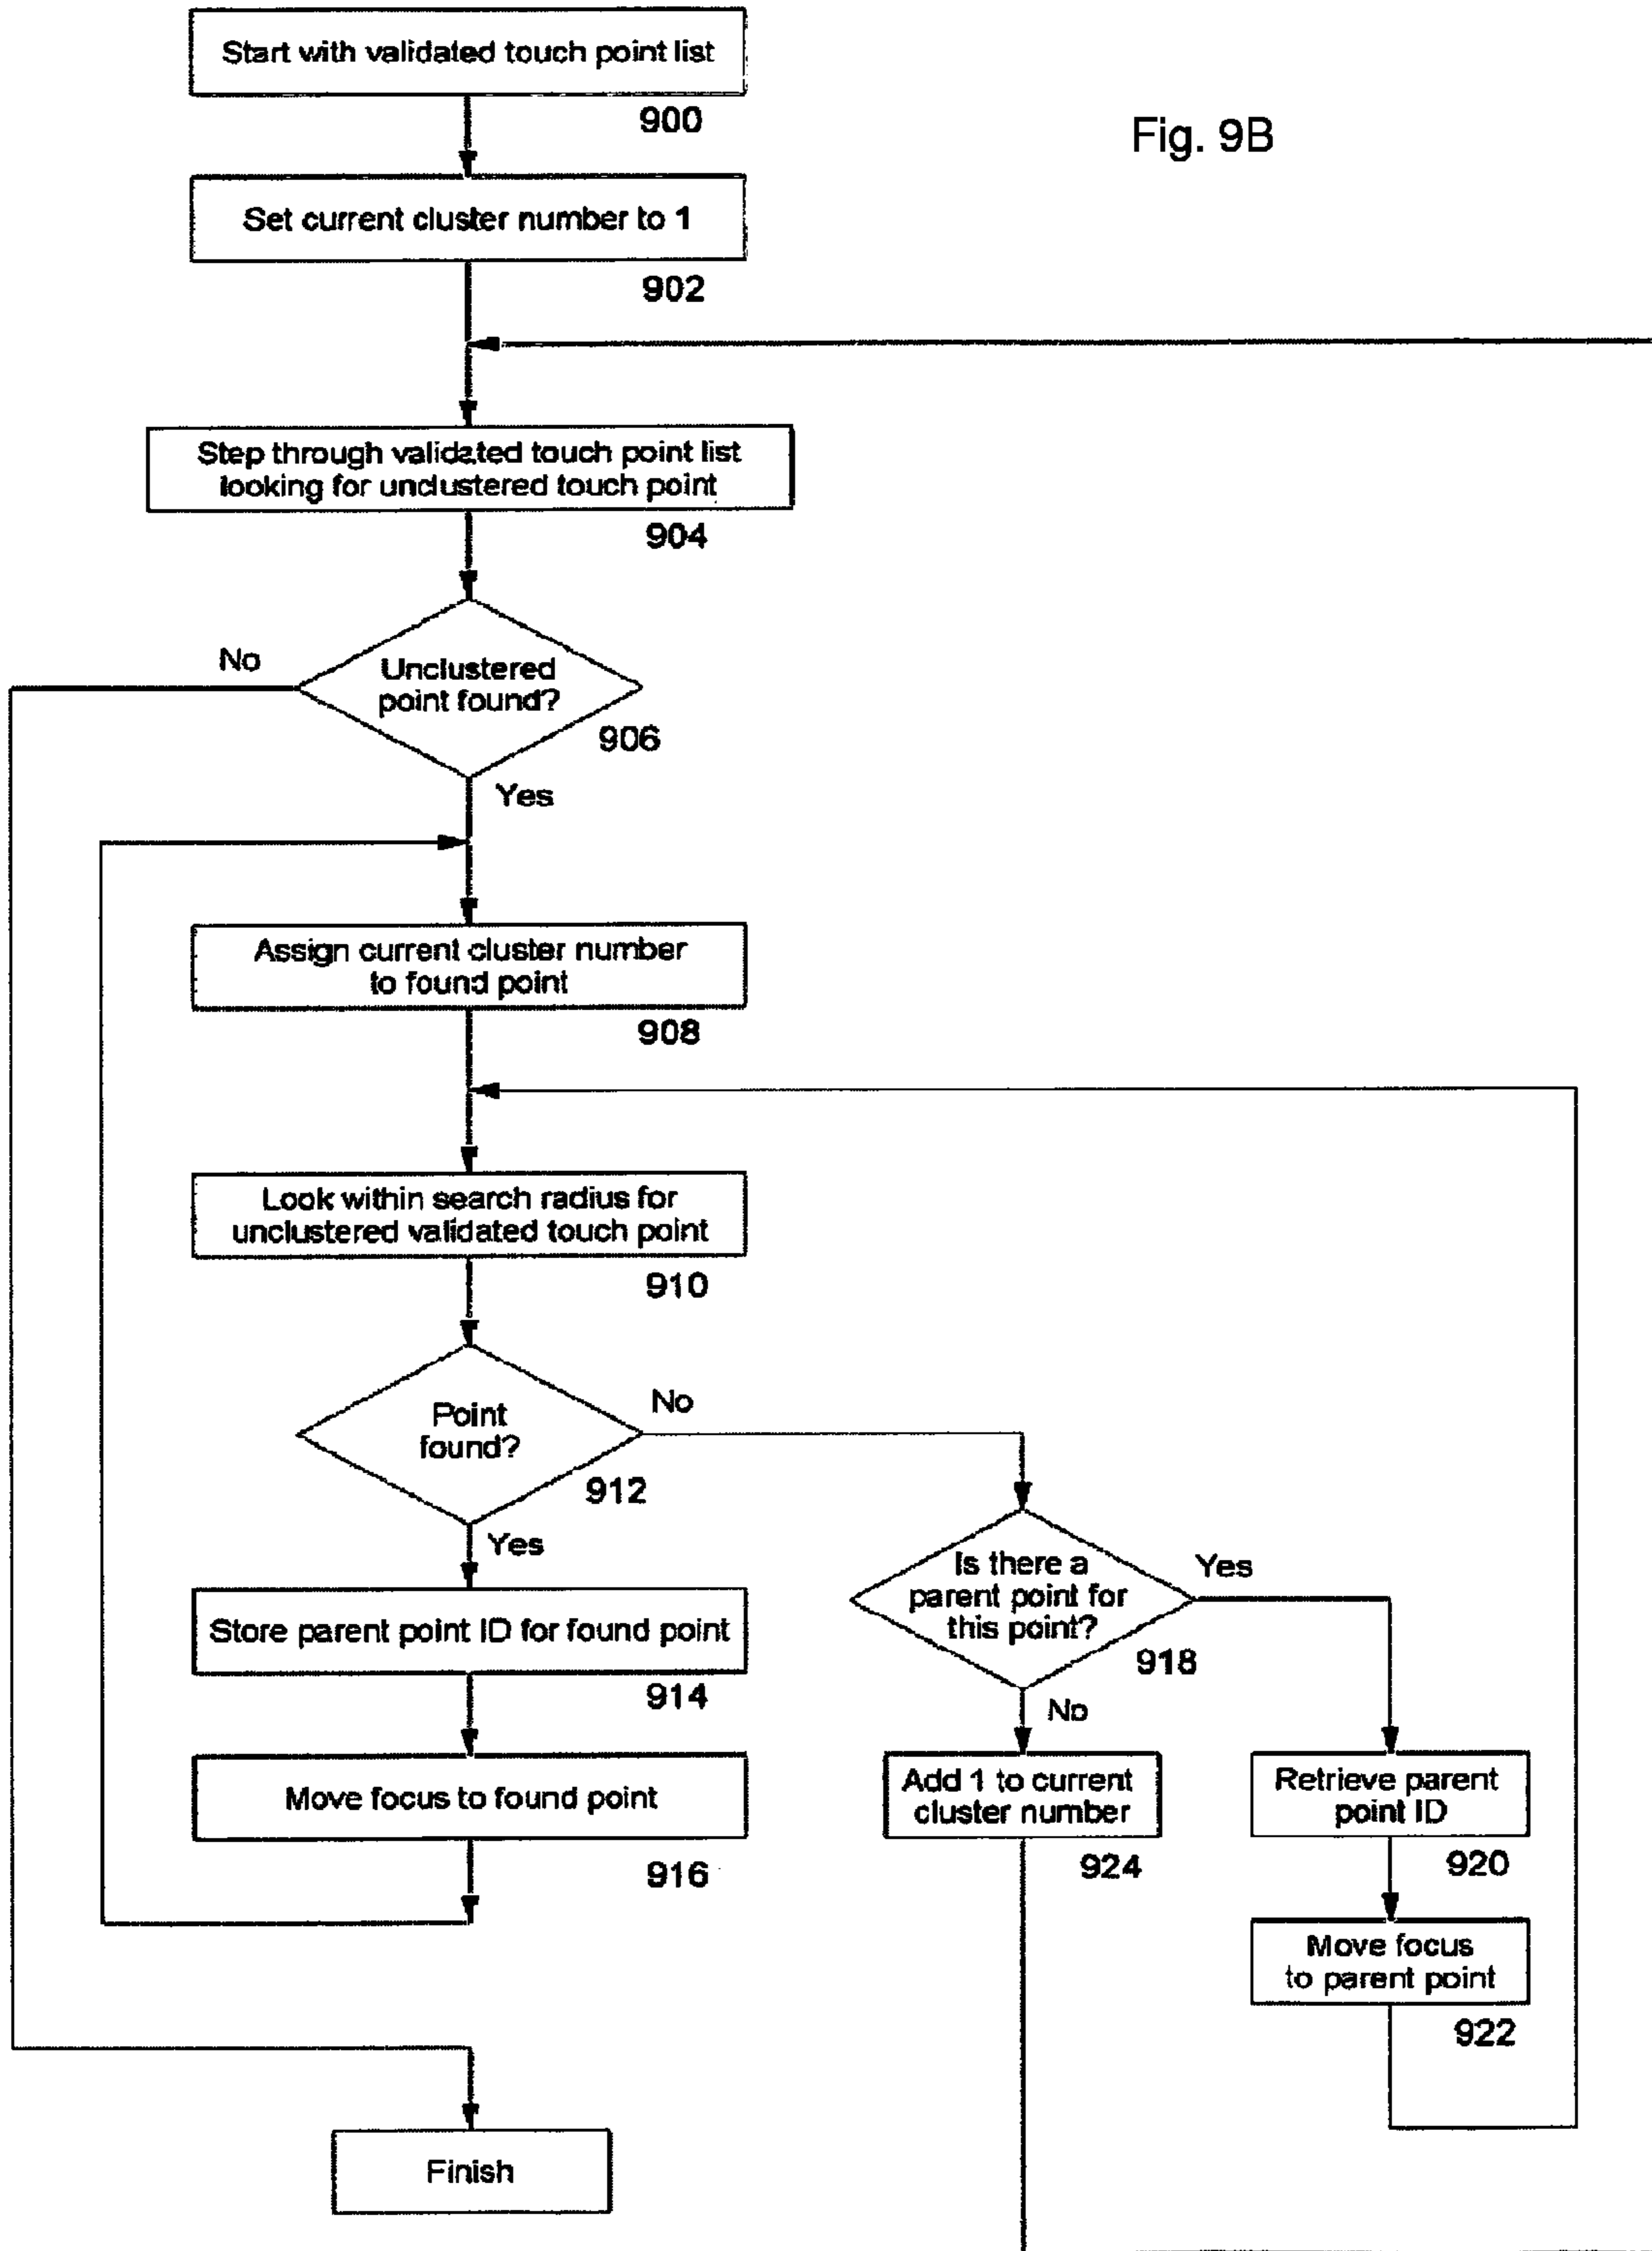 Start with validated touch point list
900
Fig. 9B
Set current cluster number to 1
902
Step through validated touch point list
looking for unclustered touch point
904
No
Unclustered
point found?
906
Yes
Assign current cluster number
to found point
908
Look within search radius for
unclustered validated touch point
910
Point
found?
No
912
Yes
Is there a
parent point for
this point?
Yes
918
Store parent point ID for found point
914
No
Move focus to found point
916
Add 1 to current
cluster number
924
Retrieve parent
point ID
920
Move focus
to parent point
922
Finish